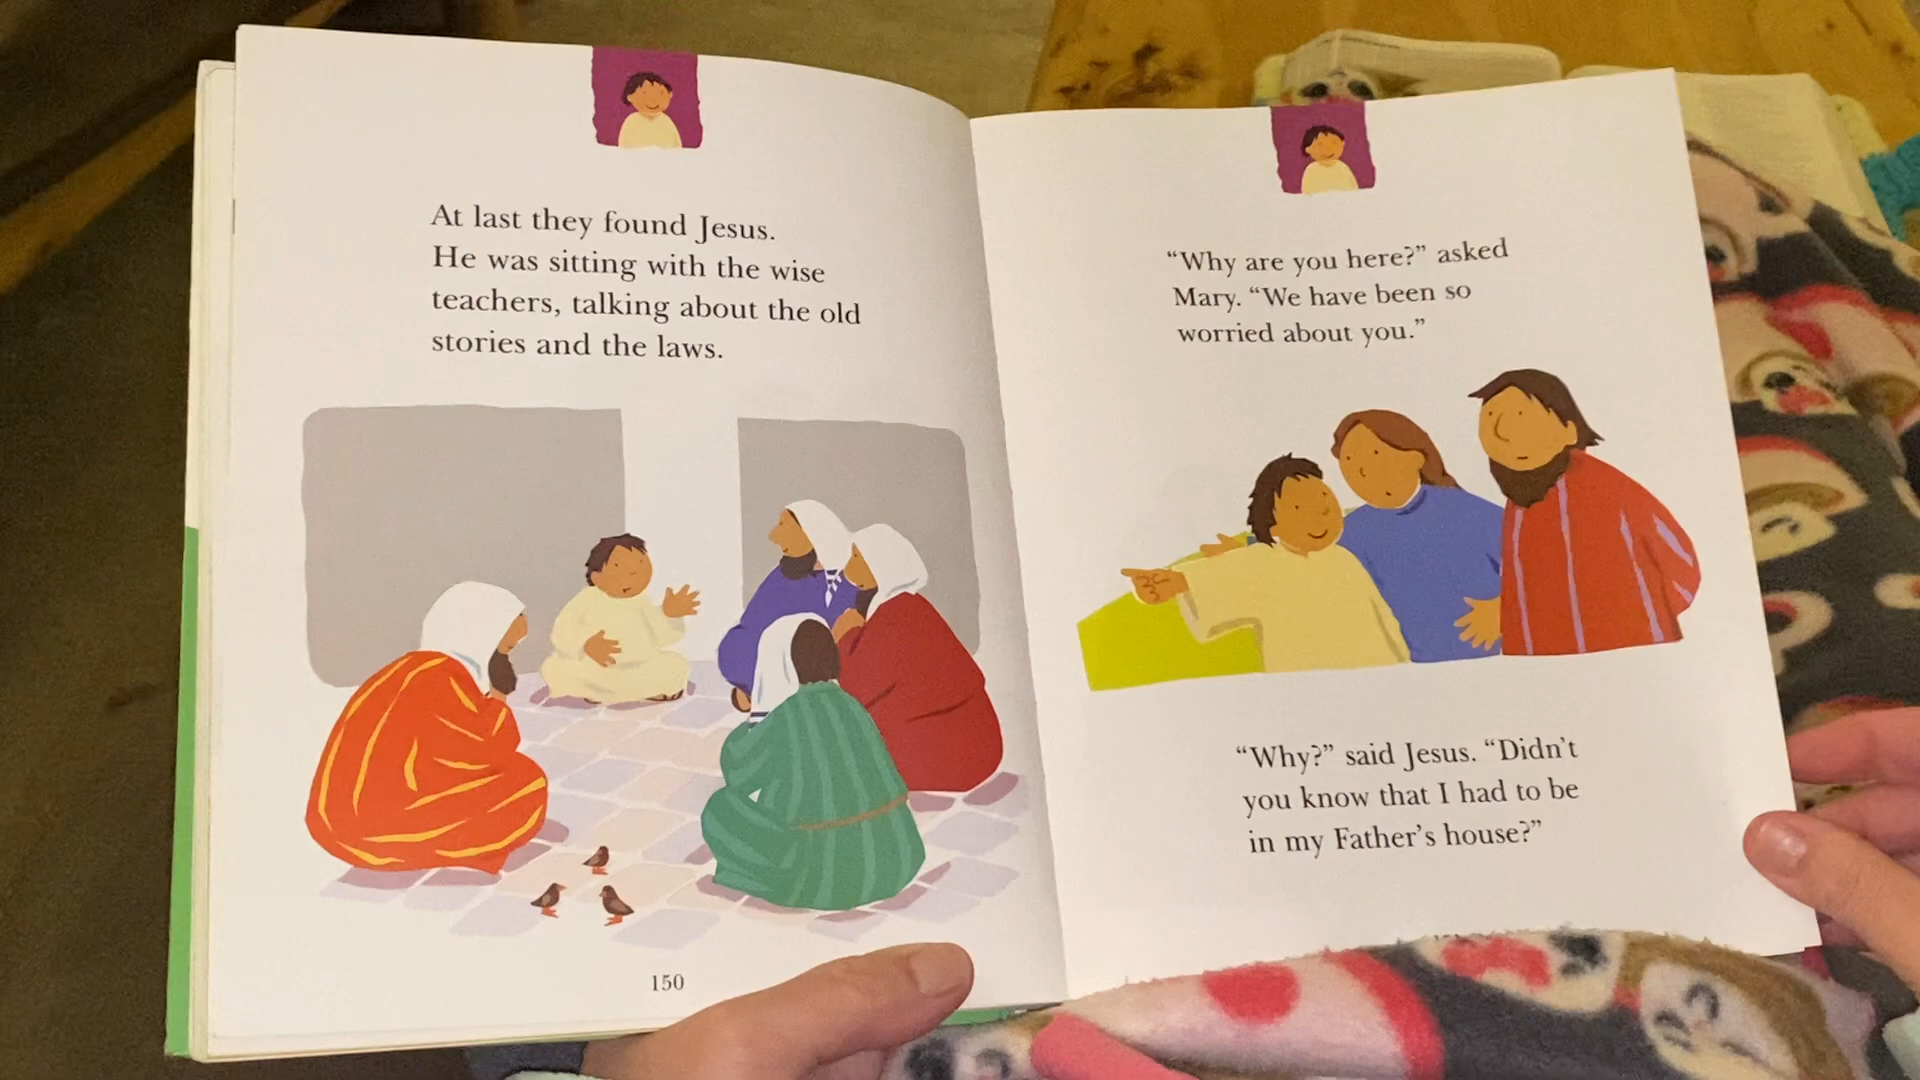 At last they found Jesus.
He was sitting with the wise
teachers, talking about the old
stories and the laws.
150
“Why are you here?” asked
Mary. “We have been so
worried about you.”
“Why?” said Jesus. “Didn’t
you know that I had to be
in my Father’s house?”